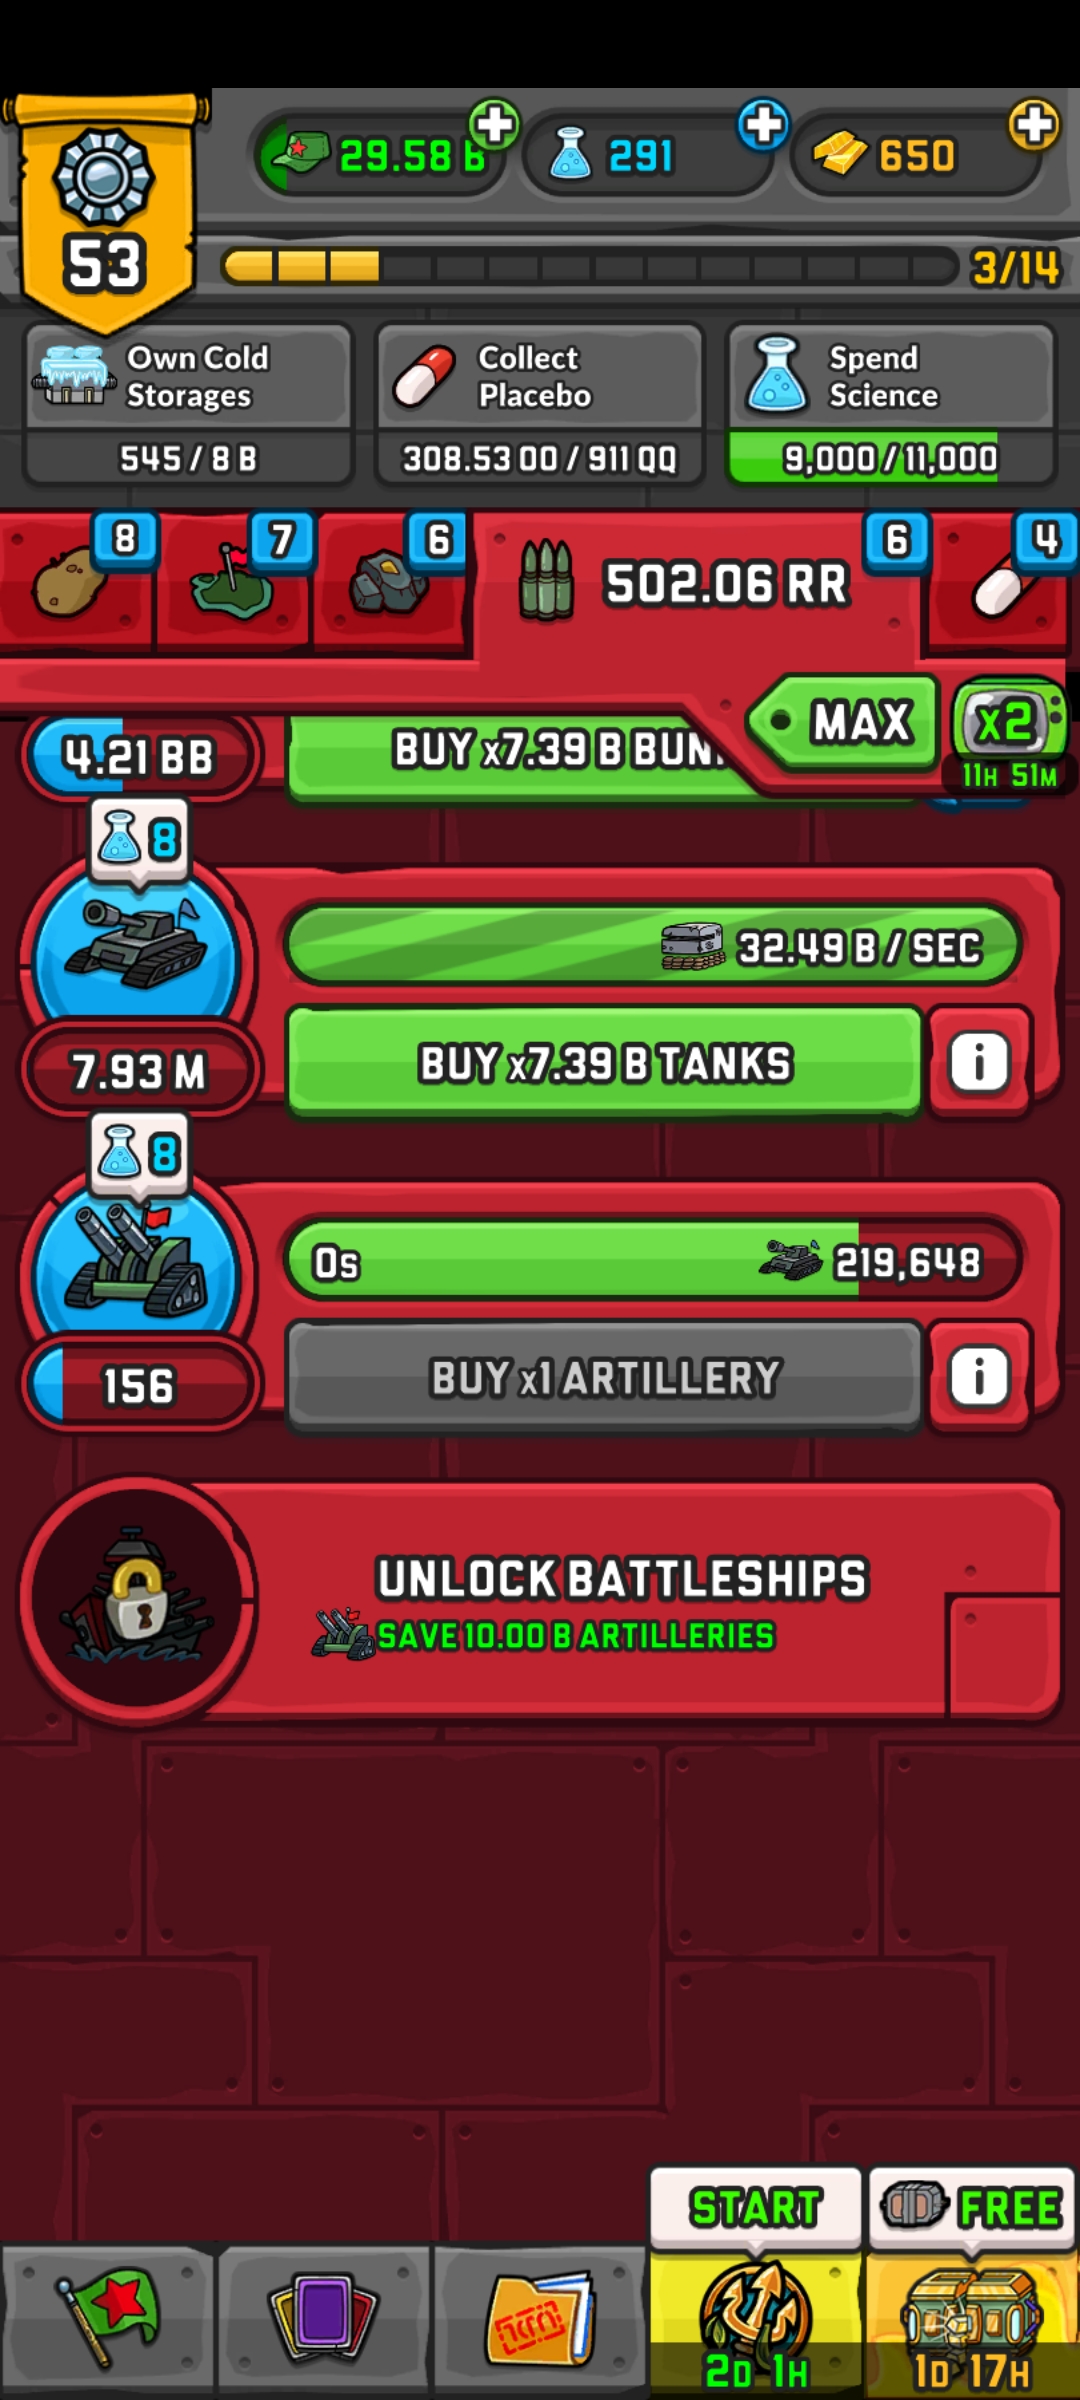 29.58 B
291
650
53
3/14
Own Cold
Storages
545 / 8 B
Collect
Placebo
308.53 OO / 911 QQ
Spend
Science
9,000 / 11,000
8
7
6
502.06 RR
6
4
MAX
x2
11H 51M
4.21 BB
BUY x7.39 B BUN
8
32.49 B / SEC
7.93 M
BUY x7.39 B TANKS
i
8
0s
219,648
156
BUY x1 ARTILLERY
i
UNLOCK BATTLESHIPS
SAVE 10.00 B ARTILLERIES
START
FREE
2D 1H
1D 17H